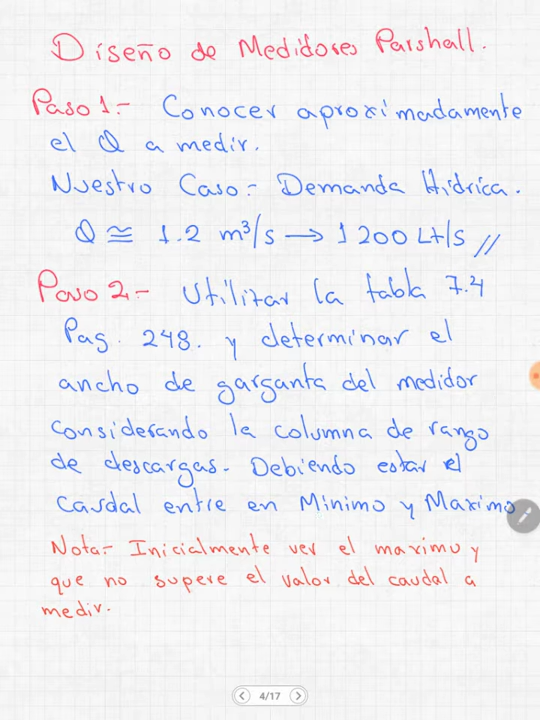 Diseño de Medidores Parshall.
Paso 1.- Conocer aproximadamente
el Q a medir.
Nuestro Caso.- Demanda Hídrica.
Q ≅ 1.2 m³/s → 1 200 Lt/s //
Paso 2.- Utilizar la tabla 7.4
Pag. 248. y determinar el
ancho de garganta del medidor
considerando la columna de rango
de descargas. Debiendo estar el
Caudal entre en Minimo y Maximo
Nota.- Inicialmente ver el maximo y
que no supere el valor del caudal a
medir.
4/17